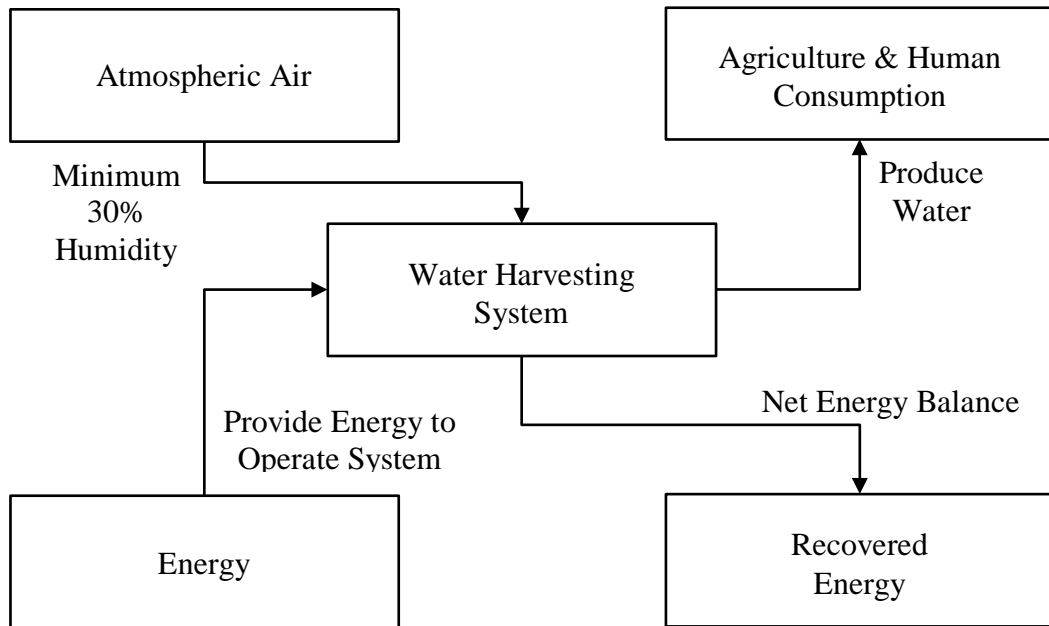 Atmospheric Air
Agriculture & Human
Consumption
Minimum
30%
Humidity
Produce
Water
Water Harvesting
System
Provide Energy to
Operate System
Net Energy Balance
Energy
Recovered
Energy